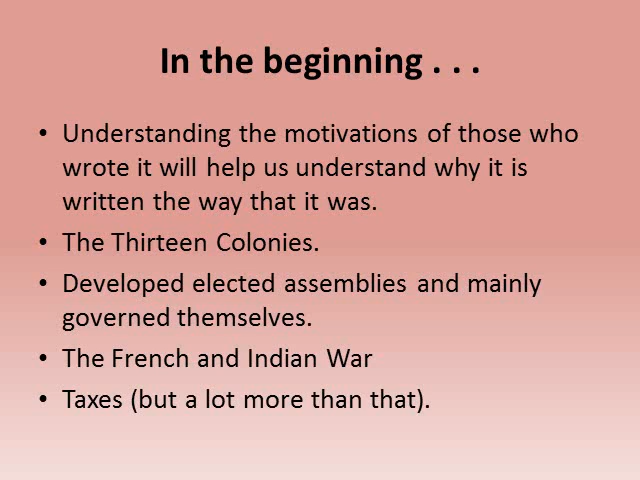 In the beginning . . .
• Understanding the motivations of those who
wrote it will help us understand why it is
written the way that it was.
• The Thirteen Colonies.
• Developed elected assemblies and mainly
governed themselves.
• The French and Indian War
• Taxes (but a lot more than that).